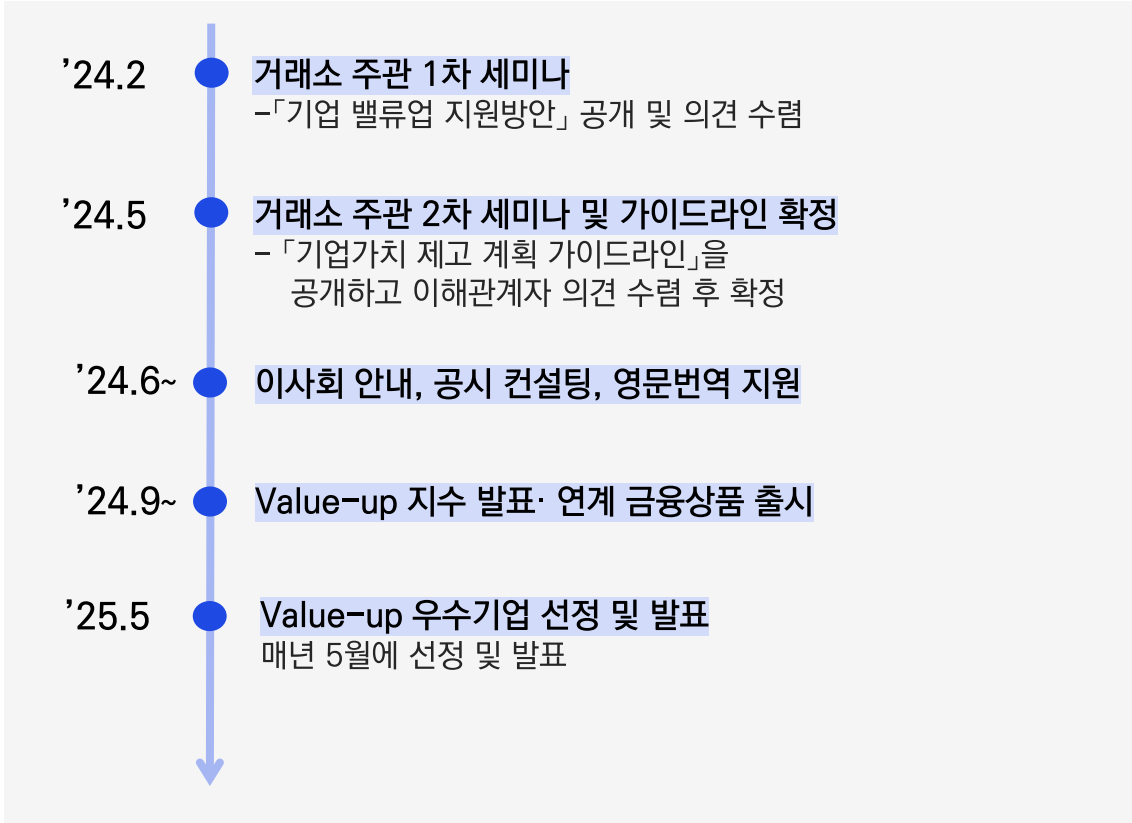 ’24.2
거래소 주관 1차 세미나
-「기업 밸류업 지원방안」 공개 및 의견 수렴
’24.5
거래소 주관 2차 세미나 및 가이드라인 확정
- 「기업가치 제고 계획 가이드라인」을
공개하고 이해관계자 의견 수렴 후 확정
’24.6~
이사회 안내, 공시 컨설팅, 영문번역 지원
’24.9~
Value-up 지수 발표· 연계 금융상품 출시
’25.5
Value-up 우수기업 선정 및 발표
매년 5월에 선정 및 발표